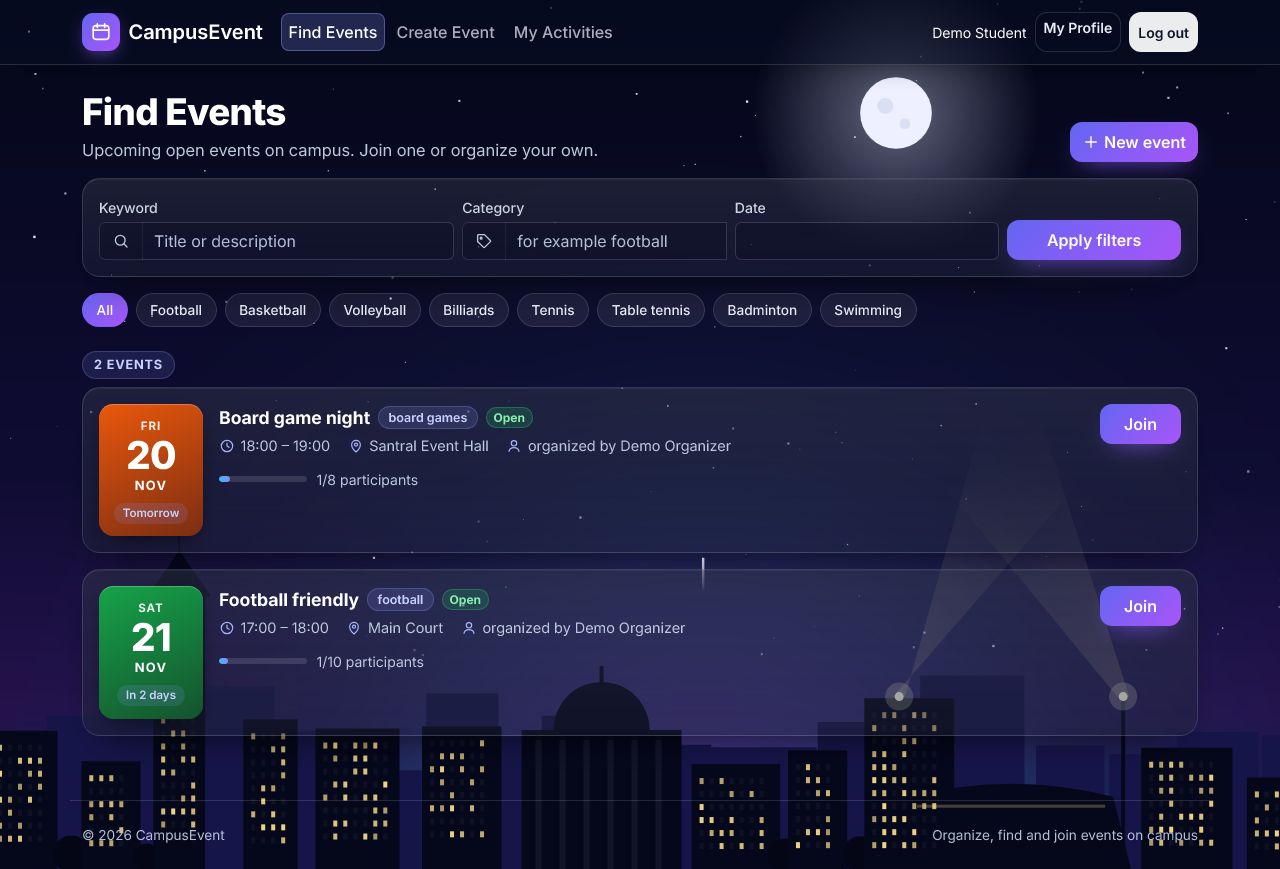 CampusEvent Find Events Create Event My Activities Demo Student My Profile Log out
Find Events
Upcoming open events on campus. Join one or organize your own.
+ New event
Keyword Category Date
Title or description for example football Apply filters
All Football Basketball Volleyball Billiards Tennis Table tennis Badminton Swimming
2 EVENTS
FRI
20
NOV
Tomorrow
Board game night board games Open
18:00 – 19:00 Santral Event Hall organized by Demo Organizer
1/8 participants
Join
SAT
21
NOV
In 2 days
Football friendly football Open
17:00 – 18:00 Main Court organized by Demo Organizer
1/10 participants
Join
© 2026 CampusEvent Organize, find and join events on campus